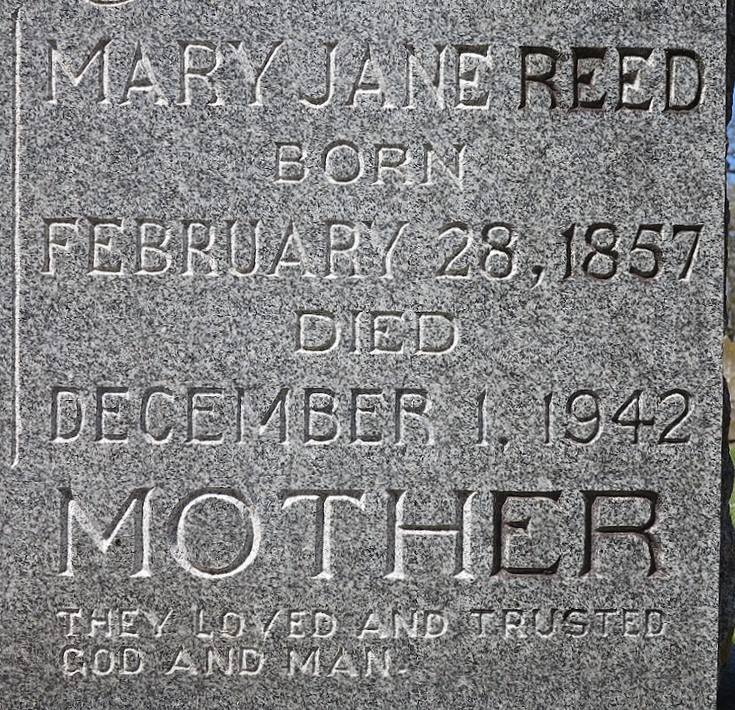 MARY JANE REED
BORN
FEBRUARY 28, 1857
DIED
DECEMBER 1, 1942
MOTHER
THEY LOVED AND TRUSTED
GOD AND MAN.